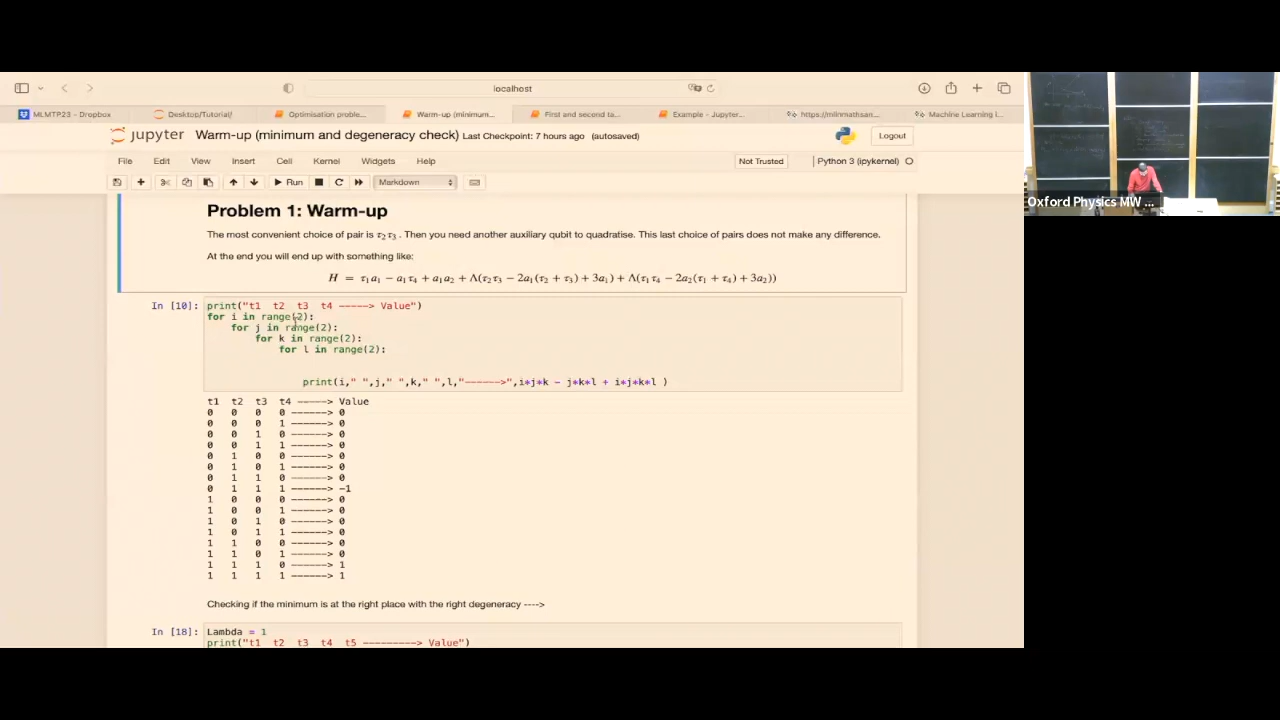 localhost
MLMTP23 - Dropbox
Desktop/Tutorial/
Optimisation proble...
Warm-up (minimum...
First and second ta...
Example - Jupyter...
https://mlinmathsan...
Machine Learning i...
jupyter Warm-up (minimum and degeneracy check) Last Checkpoint: 7 hours ago (autosaved)
Logout
File Edit View Insert Cell Kernel Widgets Help
Not Trusted
Python 3 (ipykernel)
Run
Markdown
Oxford Physics MW ...
Problem 1: Warm-up
The most convenient choice of pair is τ₂τ₃. Then you need another auxiliary qubit to quadratise. This last choice of pairs does not make any difference.
At the end you will end up with something like:
H = τ₁a₁ − a₁τ₄ + a₁a₂ + Λ(τ₂τ₃ − 2a₁(τ₂ + τ₃) + 3a₁) + Λ(τ₁τ₄ − 2a₂(τ₁ + τ₄) + 3a₂))
In [10]: print("t1 t2 t3 t4 -----> Value")
for i in range(2):
for j in range(2):
for k in range(2):
for l in range(2):
print(i," ",j," ",k," ",l,"------>",i*j*k - j*k*l + i*j*k*l )
t1 t2 t3 t4 -----> Value
0 0 0 0 ------> 0
0 0 0 1 ------> 0
0 0 1 0 ------> 0
0 0 1 1 ------> 0
0 1 0 0 ------> 0
0 1 0 1 ------> 0
0 1 1 0 ------> 0
0 1 1 1 ------> -1
1 0 0 0 ------> 0
1 0 0 1 ------> 0
1 0 1 0 ------> 0
1 0 1 1 ------> 0
1 1 0 0 ------> 0
1 1 0 1 ------> 0
1 1 1 0 ------> 1
1 1 1 1 ------> 1
Checking if the minimum is at the right place with the right degeneracy ---->
In [18]: Lambda = 1
print("t1 t2 t3 t4 t5 ---------> Value")